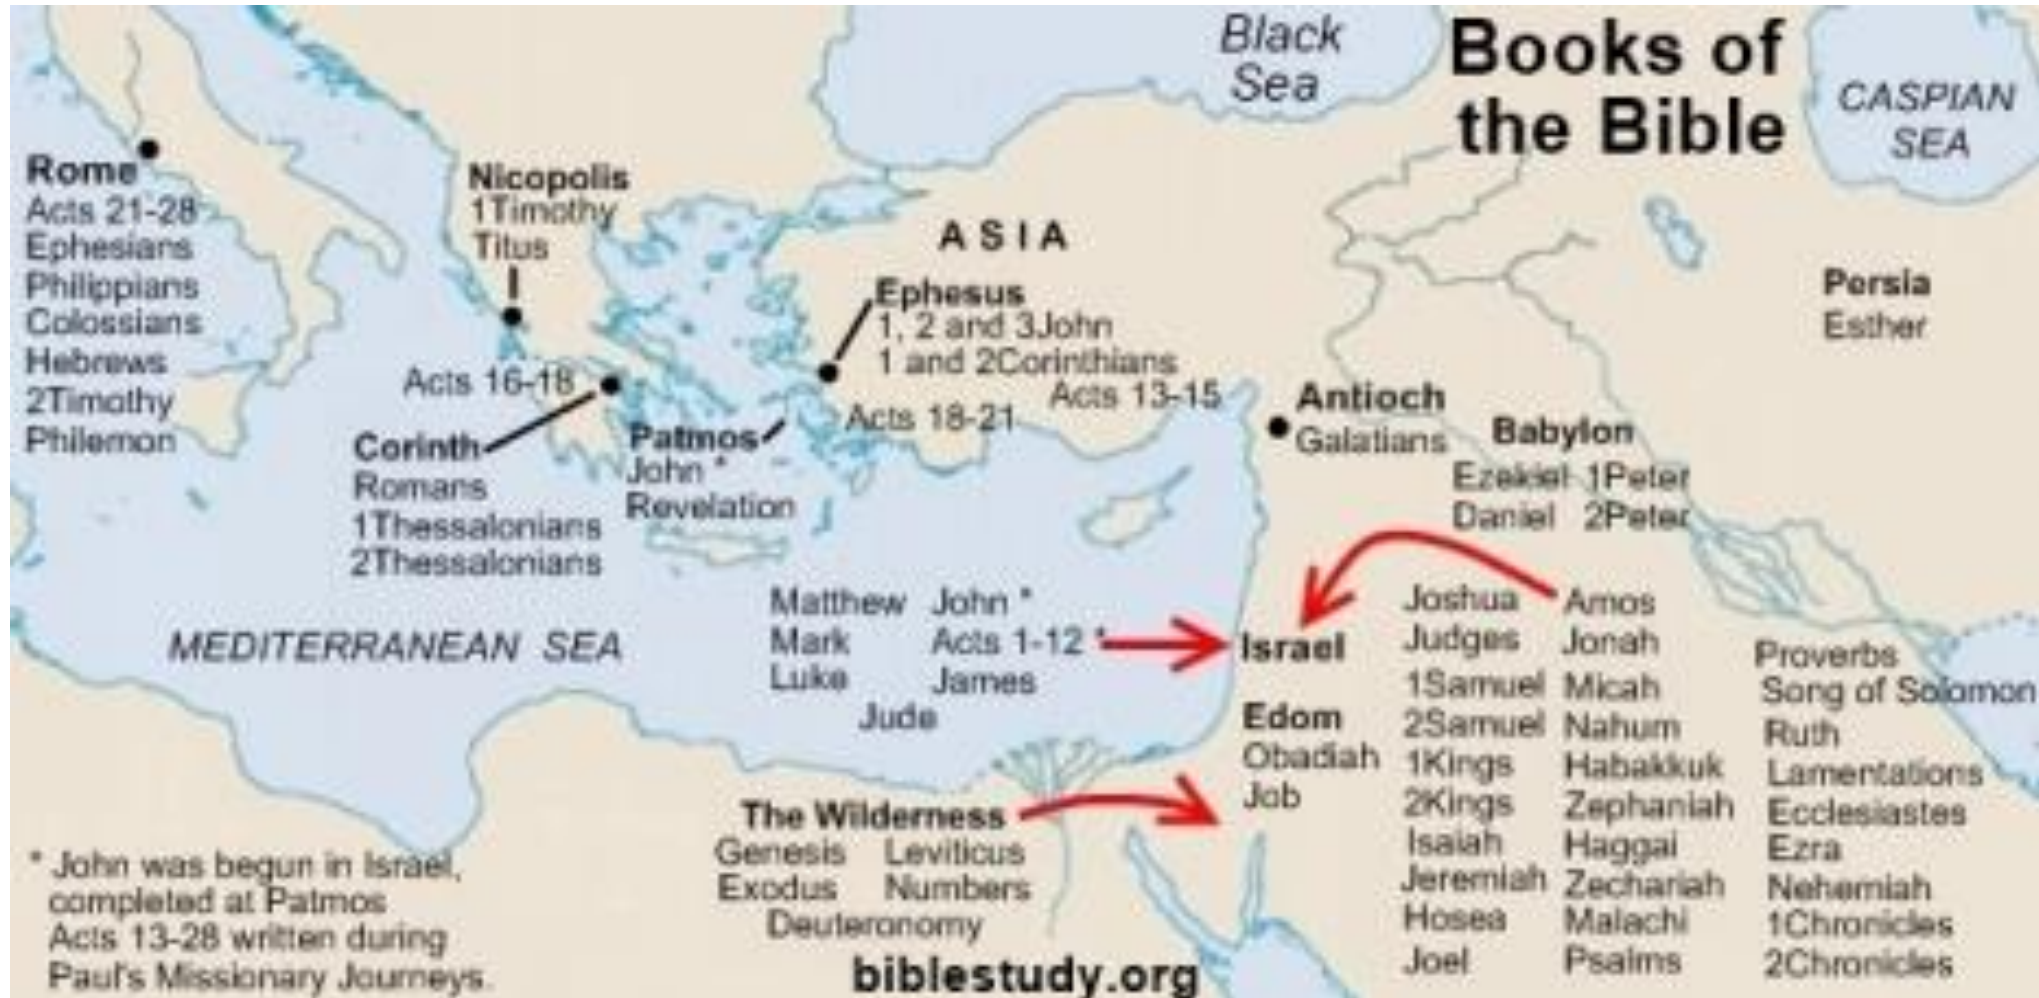 Books of
the Bible
Black
Sea
CASPIAN
SEA
Rome
Acts 21-28
Ephesians
Philippians
Colossians
Hebrews
2Timothy
Philemon
Nicopolis
1Timothy
Titus
ASIA
Ephesus
1, 2 and 3John
1 and 2Corinthians
Acts 13-15
Acts 18-21
Acts 16-18
Persia
Esther
Antioch
Galatians
Babylon
Ezekiel 1Peter
Daniel 2Peter
Corinth
Romans
1Thessalonians
2Thessalonians
Patmos
John *
Revelation
MEDITERRANEAN SEA
Matthew John *
Mark Acts 1-12 *
Luke James
Jude
Israel
Edom
Obadiah
Job
Joshua
Judges
1Samuel
2Samuel
1Kings
2Kings
Isaiah
Jeremiah
Hosea
Joel
Amos
Jonah
Micah
Nahum
Habakkuk
Zephaniah
Haggai
Zechariah
Malachi
Psalms
Proverbs
Song of Solomon
Ruth
Lamentations
Ecclesiastes
Ezra
Nehemiah
1Chronicles
2Chronicles
The Wilderness
Genesis Leviticus
Exodus Numbers
Deuteronomy
* John was begun in Israel,
completed at Patmos
Acts 13-28 written during
Paul's Missionary Journeys.
biblestudy.org